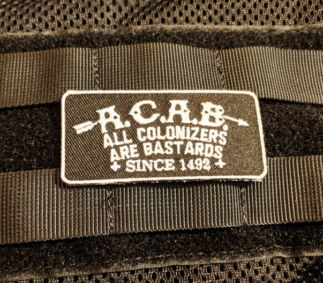 A.C.A.B.
ALL COLONIZERS
ARE BASTARDS
SINCE 1492